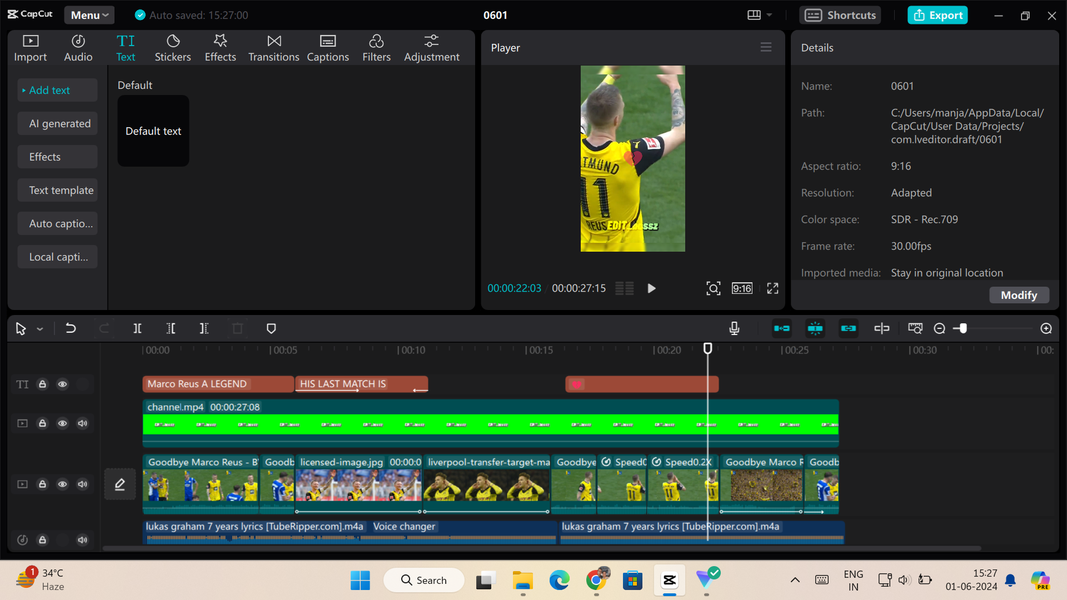 CapCut
Menu
Auto saved: 15:27:00
0601
Shortcuts
Export
Import
Audio
TI
Text
Stickers
Effects
Transitions
Captions
Filters
Adjustment
Add text
AI generated
Effects
Text template
Auto captio...
Local capti...
Default
Default text
Player
TMUND
11
REUS
EDIT
00:00:22:03
00:00:27:15
9:16
Details
Name: 0601
Path: C:/Users/manja/AppData/Local/
CapCut/User Data/Projects/
com.lveditor.draft/0601
Aspect ratio: 9:16
Resolution: Adapted
Color space: SDR - Rec.709
Frame rate: 30.00fps
Imported media: Stay in original location
Modify
00:00
00:05
00:10
00:15
00:20
00:25
00:30
00:
TI
Marco Reus A LEGEND
HIS LAST MATCH IS
channel.mp4 00:00:27:08
Goodbye Marco Reus - B
Goodb
licensed-image.jpg 00:00:0
liverpool-transfer-target-ma
Goodbye
Speed0
Speed0.2X
Goodbye Marco R
Goodb
lukas graham 7 years lyrics [TubeRipper.com].m4a Voice changer
lukas graham 7 years lyrics [TubeRipper.com].m4a
1
34°C
Haze
Search
ENG
IN
15:27
01-06-2024
PRE